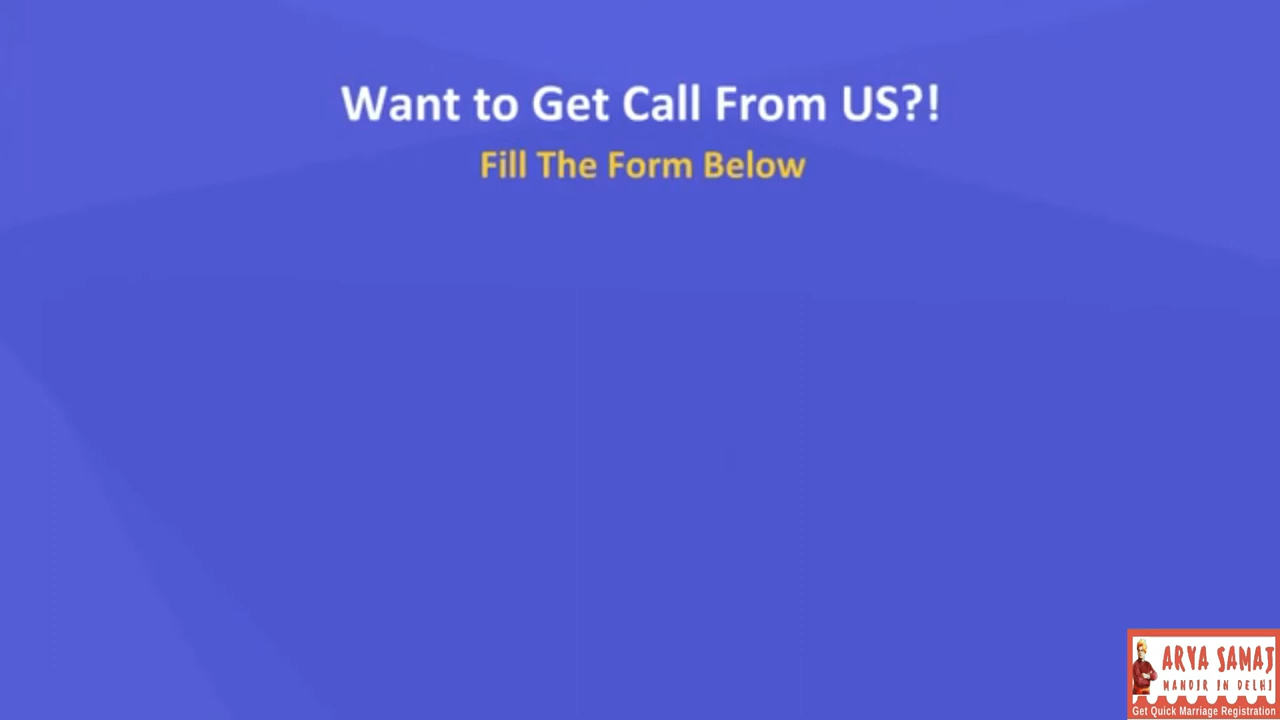 Want to Get Call From US?!
Fill The Form Below
ARYA SAMAJ
MANDIR IN DELHI
Get Quick Marriage Registration